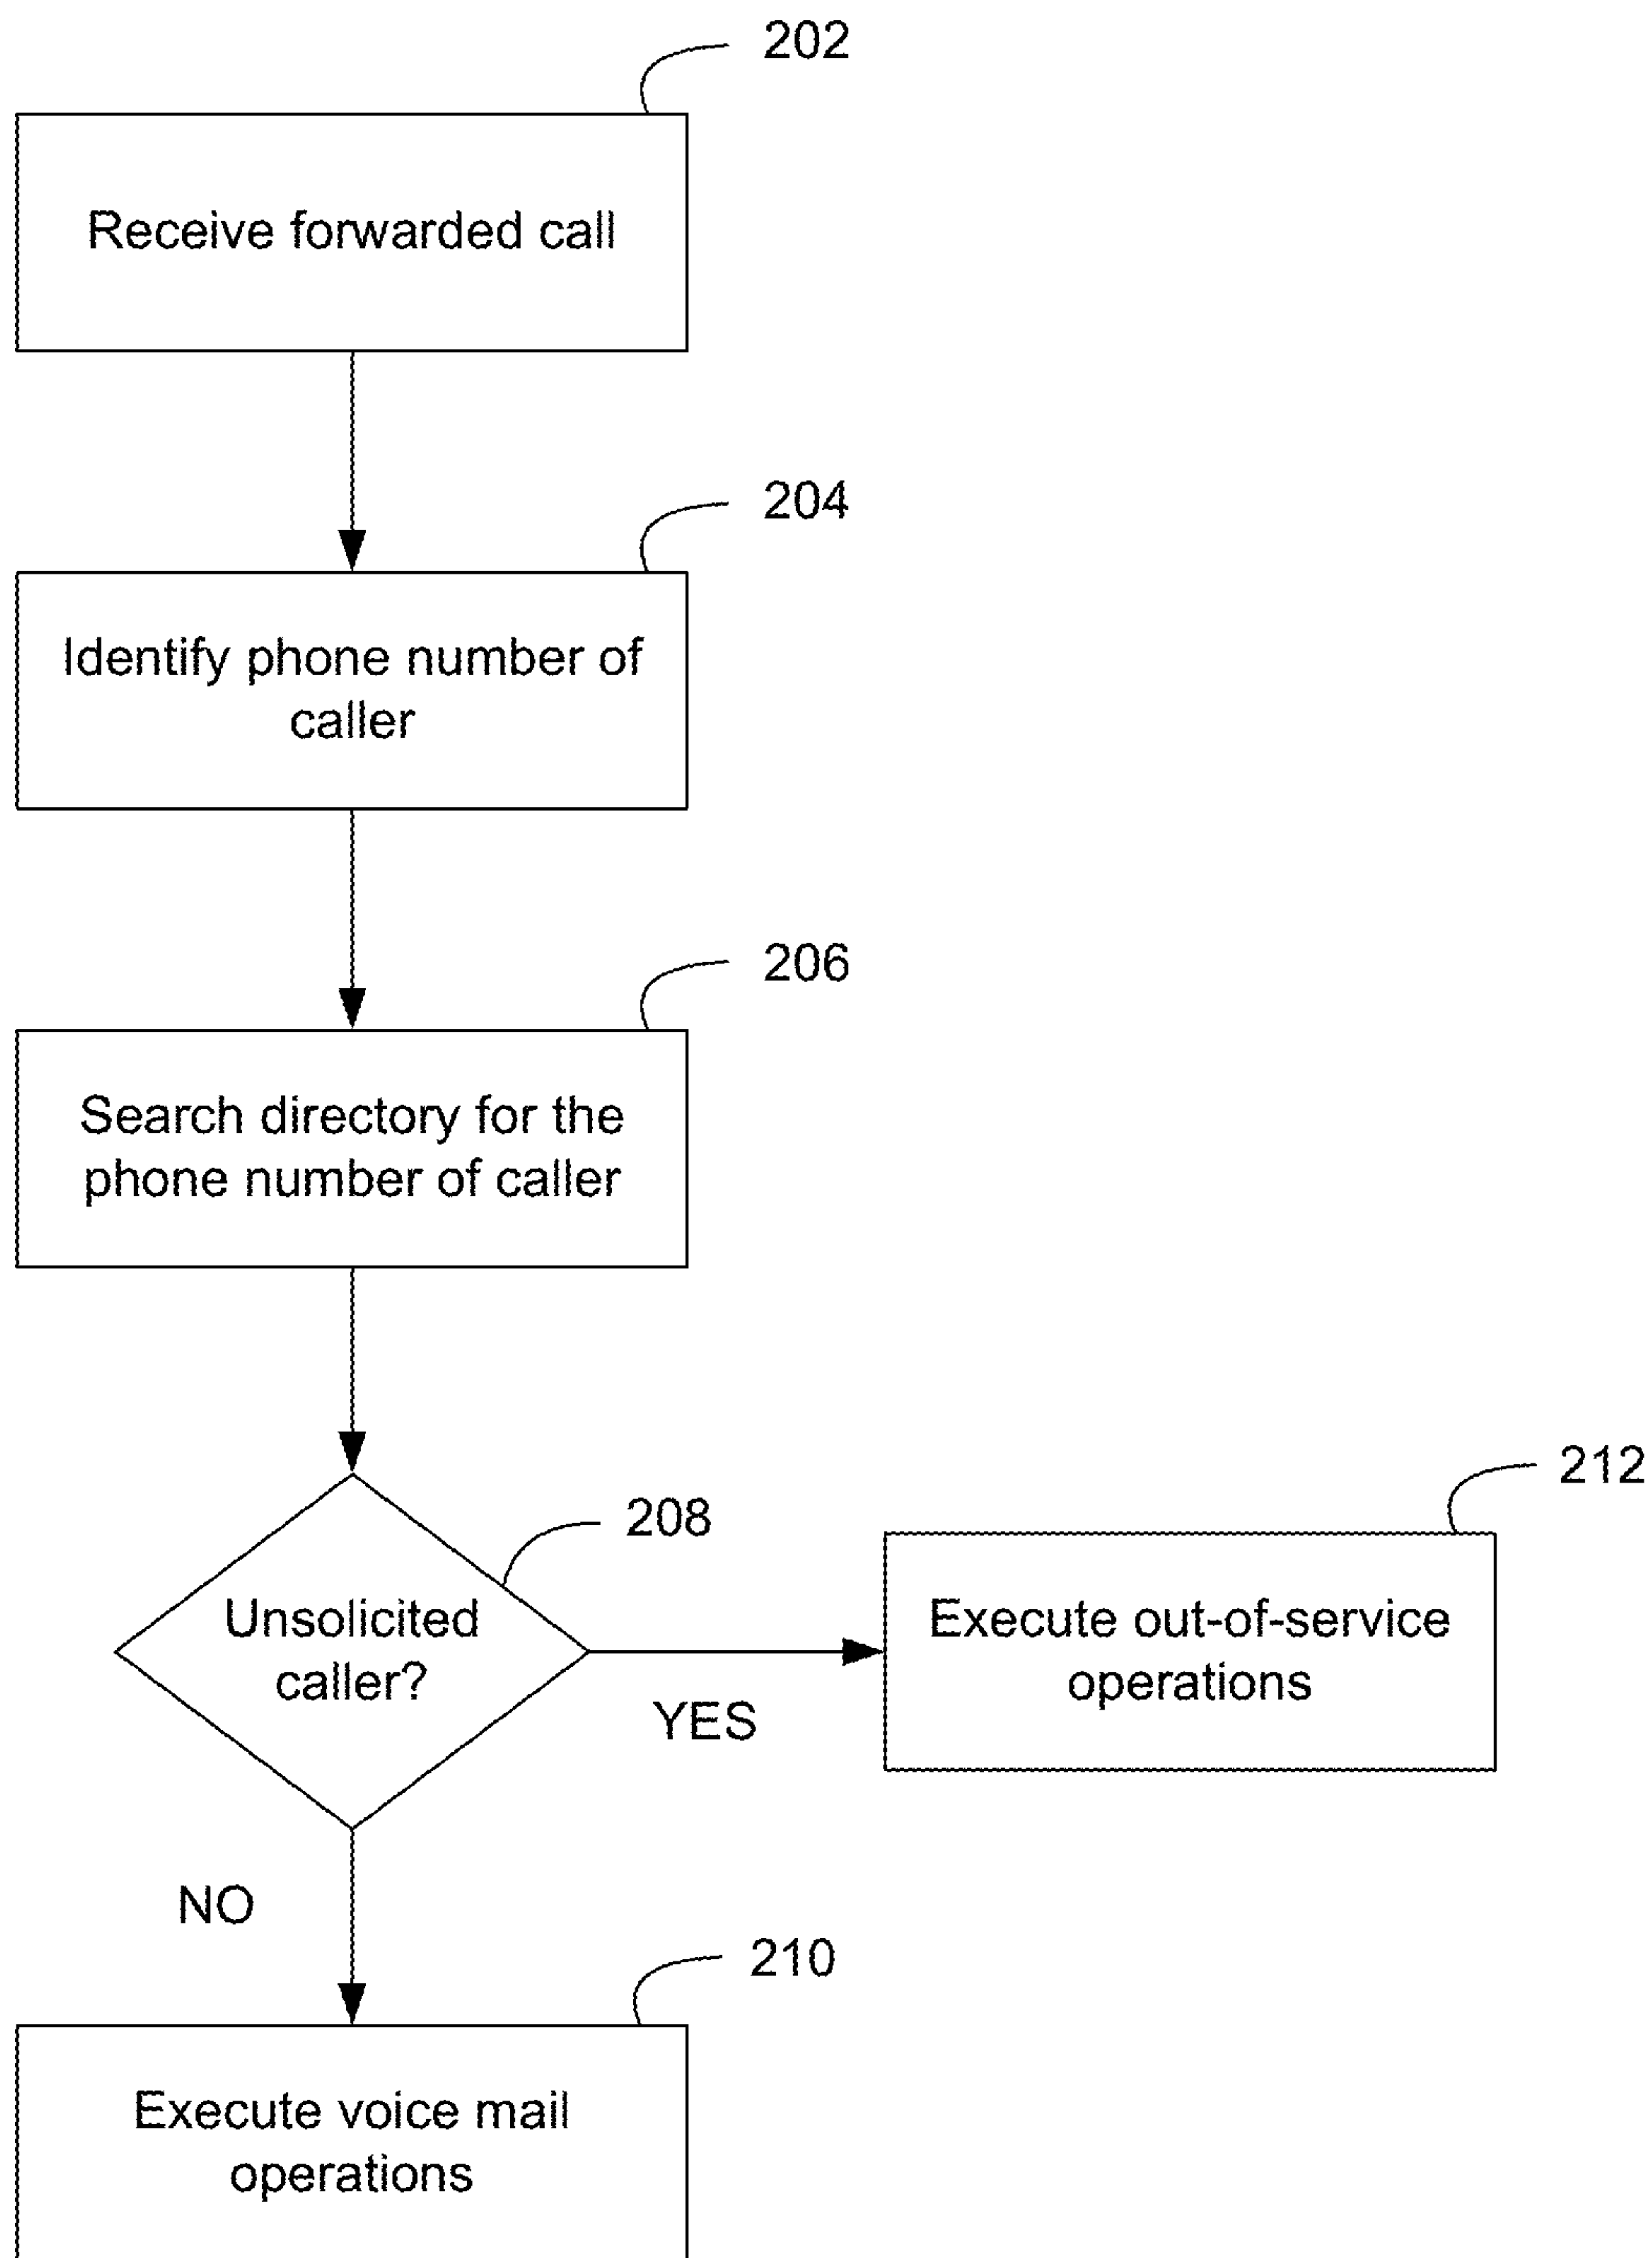 202
Receive forwarded call
204
Identify phone number of
caller
206
Search directory for the
phone number of caller
208
Unsolicited
caller?
YES
212
Execute out-of-service
operations
NO
210
Execute voice mail
operations